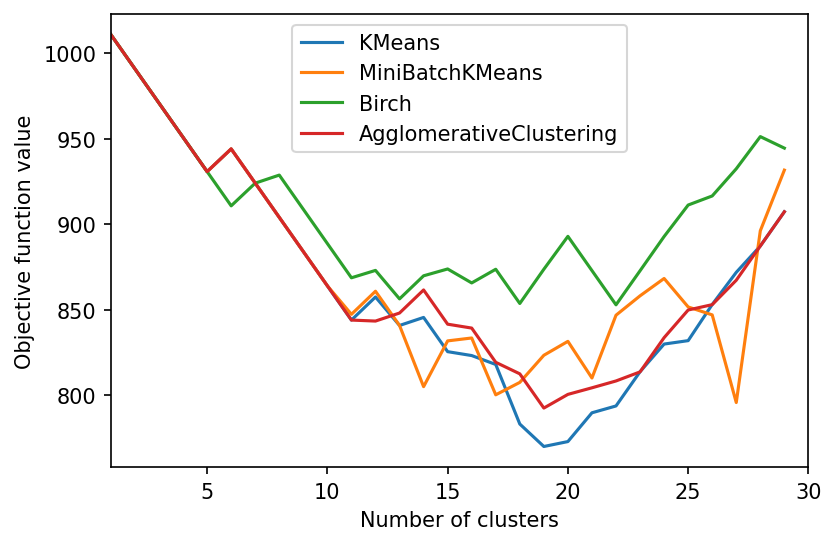 KMeans
MiniBatchKMeans
Birch
AgglomerativeClustering
Objective function value
1000
950
900
850
800
5 10 15 20 25 30
Number of clusters